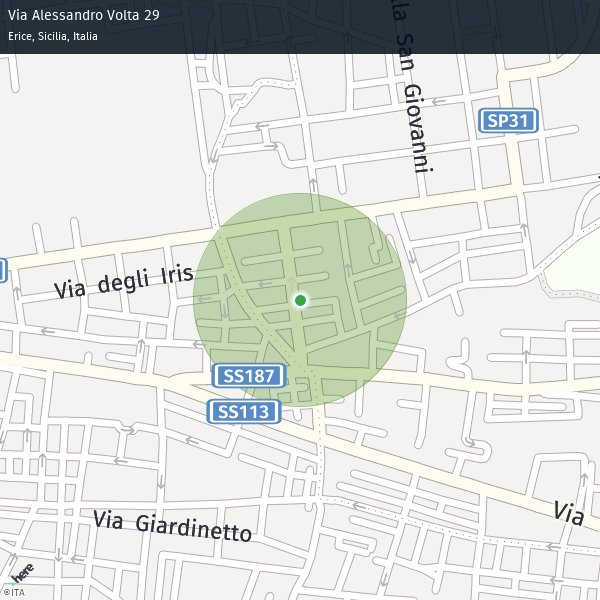 Via Alessandro Volta 29
Erice, Sicilia, Italia
San Giovanni
SP31
Via degli Iris
SS187
SS113
Via
Via Giardinetto
here
©ITA